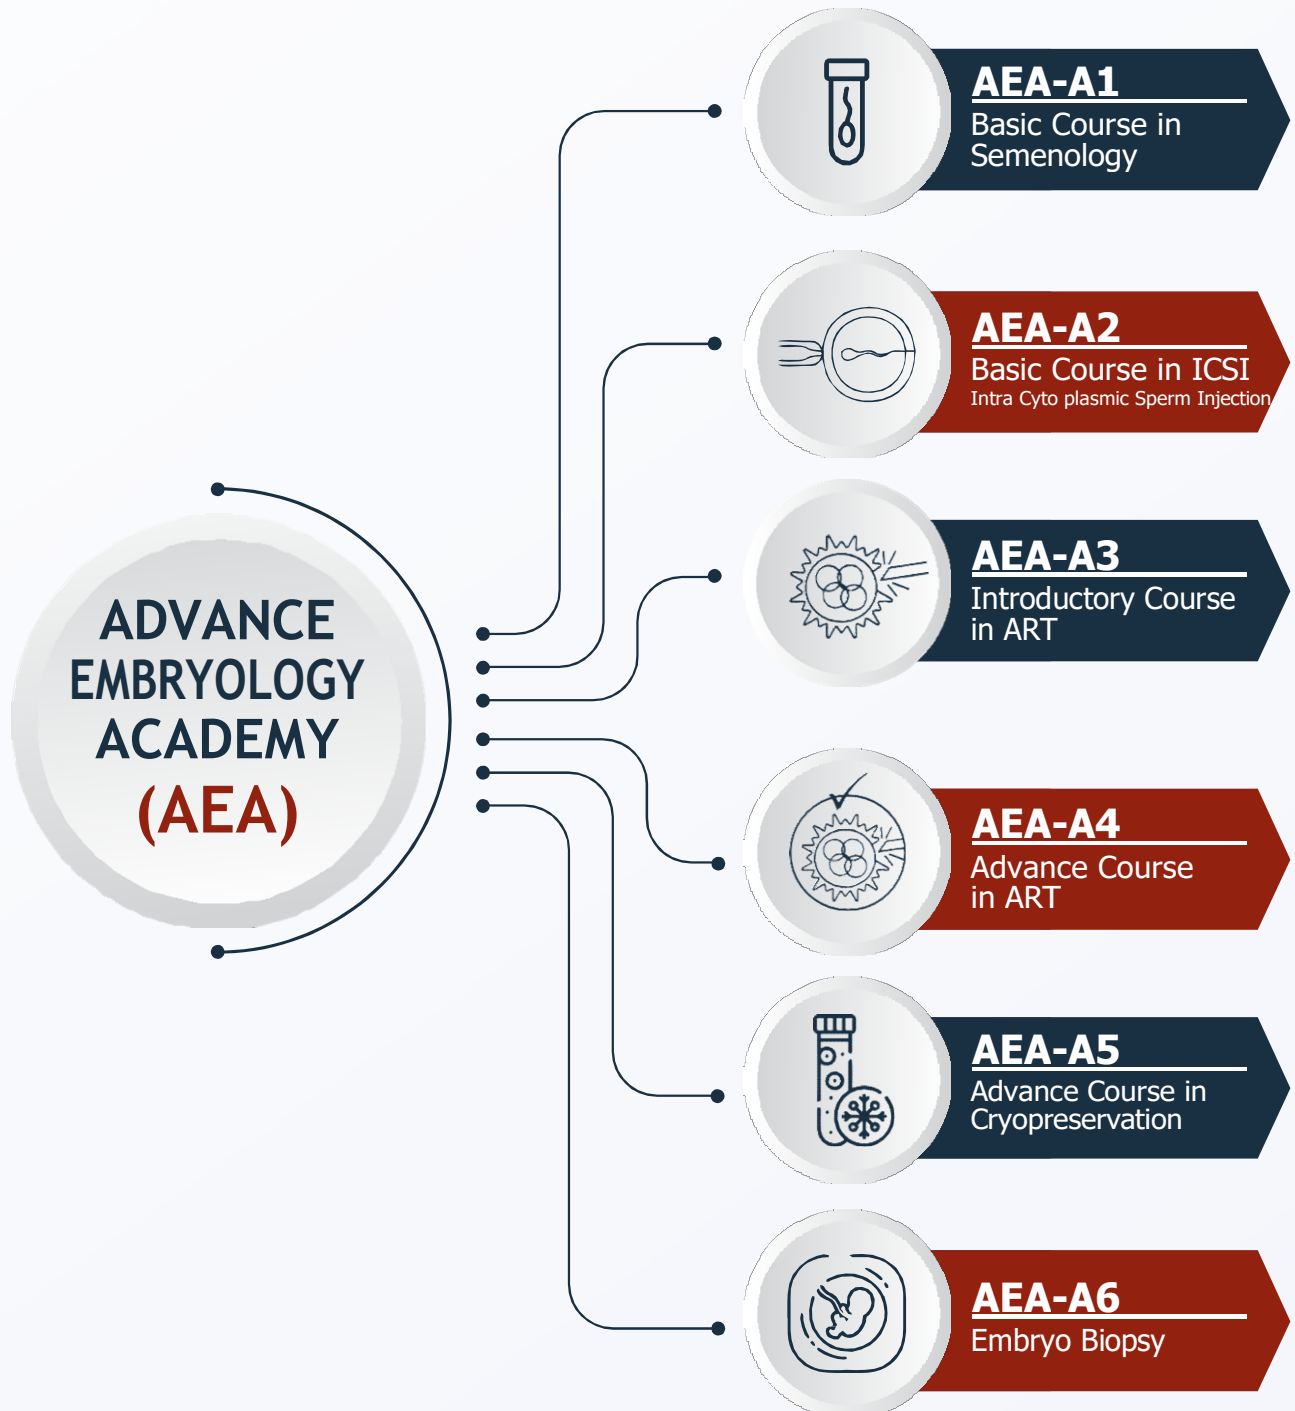 ADVANCE
EMBRYOLOGY
ACADEMY
(AEA)
AEA-A1
Basic Course in
Semenology
AEA-A2
Basic Course in ICSI
Intra Cyto plasmic Sperm Injection
AEA-A3
Introductory Course
in ART
AEA-A4
Advance Course
in ART
AEA-A5
Advance Course in
Cryopreservation
AEA-A6
Embryo Biopsy